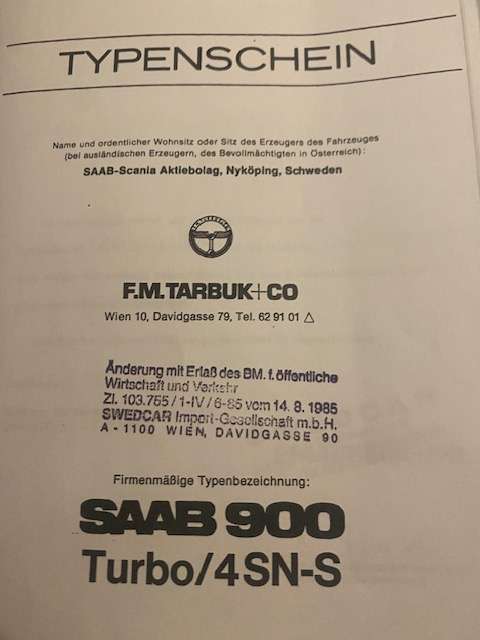 TYPENSCHEIN
Name und ordentlicher Wohnsitz oder Sitz des Erzeugers des Fahrzeuges
(bei ausländischen Erzeugern, des Bevollmächtigten in Österreich):
SAAB-Scania Aktiebolag, Nyköping, Schweden
F.M.TARBUK+CO
Wien 10, Davidgasse 79, Tel. 62 91 01 △
Änderung mit Erlaß des BM. f. öffentliche
Wirtschaft und Verkehr
Zl. 103.755/1-IV/6-85 vom 14. 8. 1985
SWEDCAR Import-Gesellschaft m.b.H.
A - 1100 WIEN, DAVIDGASSE 90
Firmenmäßige Typenbezeichnung:
SAAB 900
Turbo/4SN-S